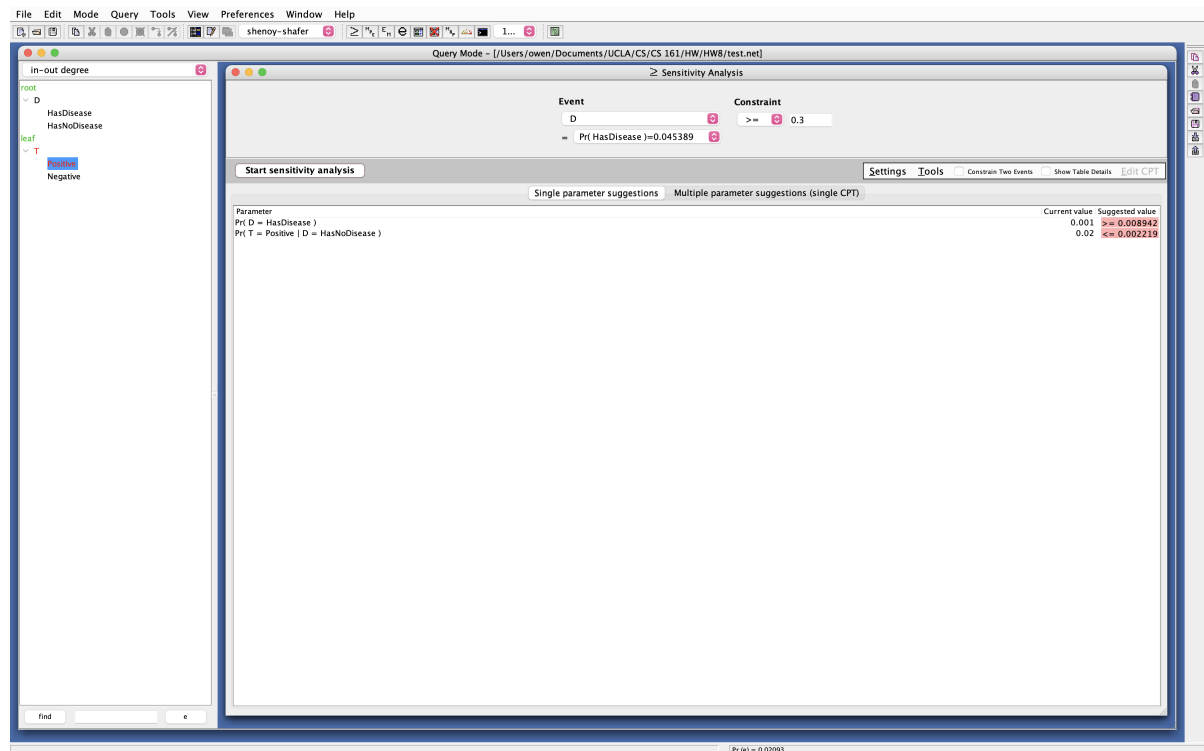 File Edit Mode Query Tools View Preferences Window Help
shenoy-shafer 1...
Query Mode – [/Users/owen/Documents/UCLA/CS/CS 161/HW/HW8/test.net]
in-out degree
root
D
HasDisease
HasNoDisease
leaf
T
Positive
Negative
find e
≥ Sensitivity Analysis
Event Constraint
D >= 0.3
= Pr( HasDisease )=0.045389
Start sensitivity analysis Settings Tools Constrain Two Events Show Table Details Edit CPT
Single parameter suggestions Multiple parameter suggestions (single CPT)
Parameter Current value Suggested value
Pr( D = HasDisease ) 0.001 >= 0.008942
Pr( T = Positive | D = HasNoDisease ) 0.02 <= 0.002219
Pr (e) = 0.02093